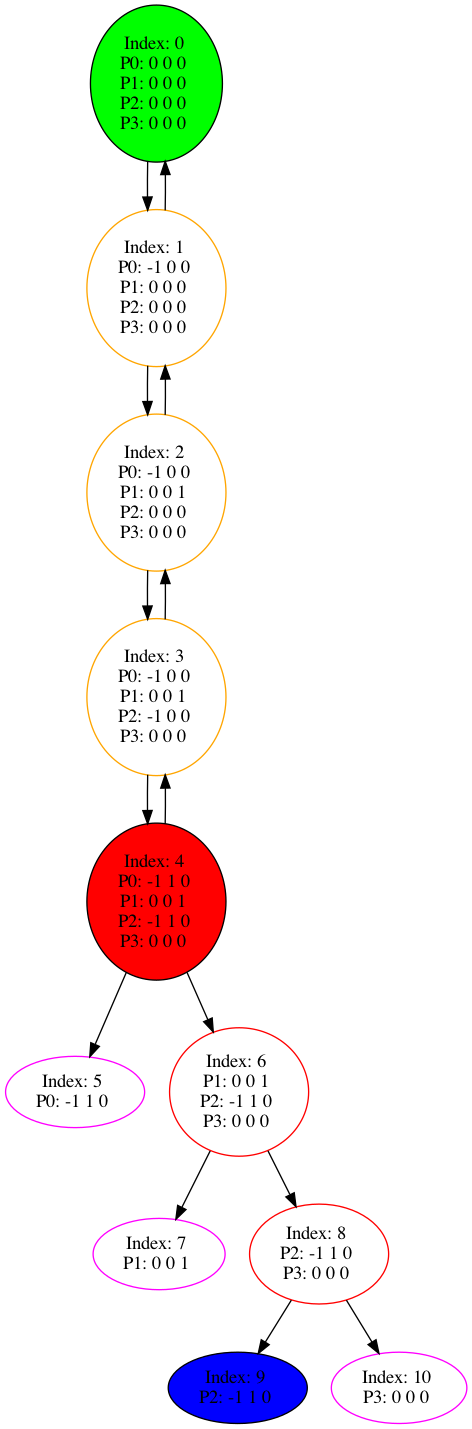 Index: 0
P0: 0 0 0
P1: 0 0 0
P2: 0 0 0
P3: 0 0 0
Index: 1
P0: -1 0 0
P1: 0 0 0
P2: 0 0 0
P3: 0 0 0
Index: 2
P0: -1 0 0
P1: 0 0 1
P2: 0 0 0
P3: 0 0 0
Index: 3
P0: -1 0 0
P1: 0 0 1
P2: -1 0 0
P3: 0 0 0
Index: 4
P0: -1 1 0
P1: 0 0 1
P2: -1 1 0
P3: 0 0 0
Index: 5
P0: -1 1 0
Index: 6
P1: 0 0 1
P2: -1 1 0
P3: 0 0 0
Index: 7
P1: 0 0 1
Index: 8
P2: -1 1 0
P3: 0 0 0
Index: 9
P2: -1 1 0
Index: 10
P3: 0 0 0